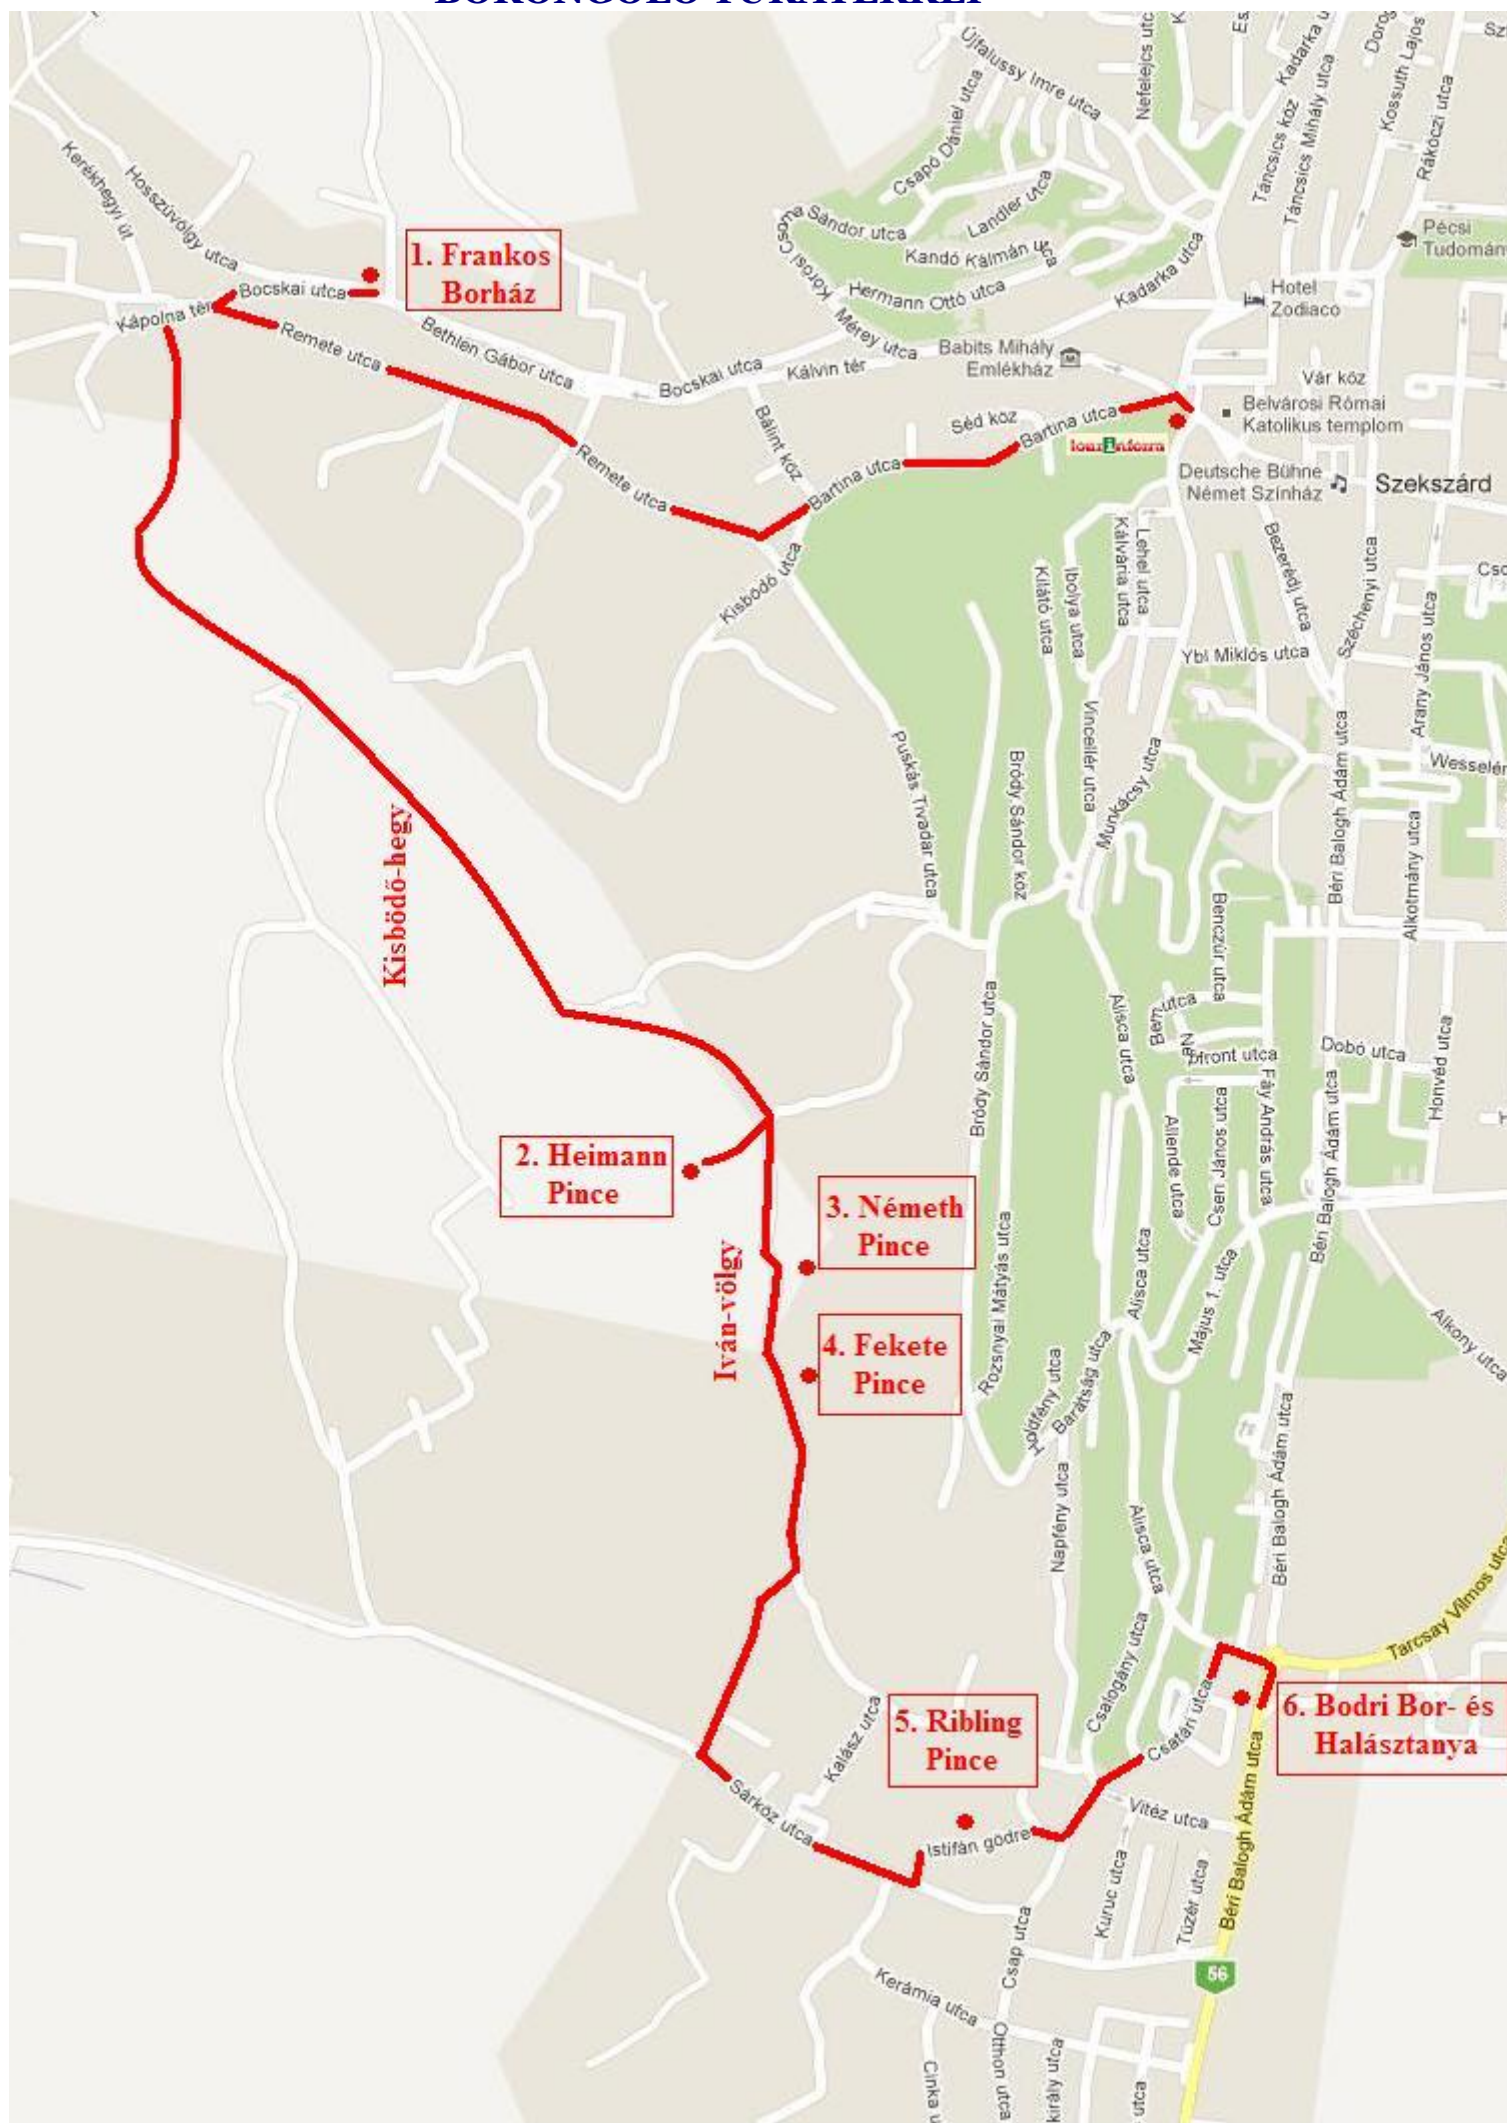 BORONGOLÓ TÚRATÉRKÉP
Újfalussy Imre utca
Nefelejcs utc
Kadarka u
Táncsics köz
Táncsics Mihály utca
Kossuth Lajos
Rákóczi utca
Csapó Dániel utca
Landler utca
Kerékhegyi út
Hosszúvölgy utca
Kőrösi Csoma Sándor utca
Kandó Kálmán utca
Hermann Ottó utca
Kadarka utca
Pécsi
Tudomány
Hotel
Zodiaco
1. Frankos
Borház
Bocskai utca
Kápolna tér
Remete utca
Bethlen Gábor utca
Mérey utca
Babits Mihály
Emlékház
Bocskai utca
Kálvin tér
Vár köz
Belvárosi Római
Katolikus templom
Séd köz
Bartina utca
tourinform
Bálint köz
Bartina utca
Remete utca
Deutsche Bühne
Német Színház
Szekszárd
Kisbödő utca
Kilátó utca
Ibolya utca
Kálvária utca
Lehel utca
Bezerédj utca
Széchenyi utca
Cso
Ybl Miklós utca
Arany János utca
Puskás Tivadar utca
Bródy Sándor köz
Vincellér utca
Munkácsy utca
Béri Balogh Ádám utca
Wesselén
Alkotmány utca
Kisbödő-hegy
Benczúr utca
Bródy Sándor utca
Alisca utca
Bem utca
Népfront utca
Dobó utca
Honvéd utca
Fáy András utca
Béri Balogh Ádám utca
Allende utca
Csen János utca
2. Heimann
Pince
3. Németh
Pince
Iván-völgy
Rozsnyai Mátyás utca
Alisca utca
Május 1. utca
Alkony utca
4. Fekete
Pince
Holdfény utca
Barátság utca
Béri Balogh Ádám utca
Napfény utca
Alisca utca
Tarcsay Vilmos utca
Csalogány utca
Csatári utca
5. Ribling
Pince
6. Bodri Bor- és
Halásztanya
Kalász utca
Sárköz utca
Istifán gödre
Vitéz utca
Béri Balogh Ádám utca
Kuruc utca
Tüzér utca
Csap utca
56
Kerámia utca
Otthon utca
Cinka u
király utca
utca